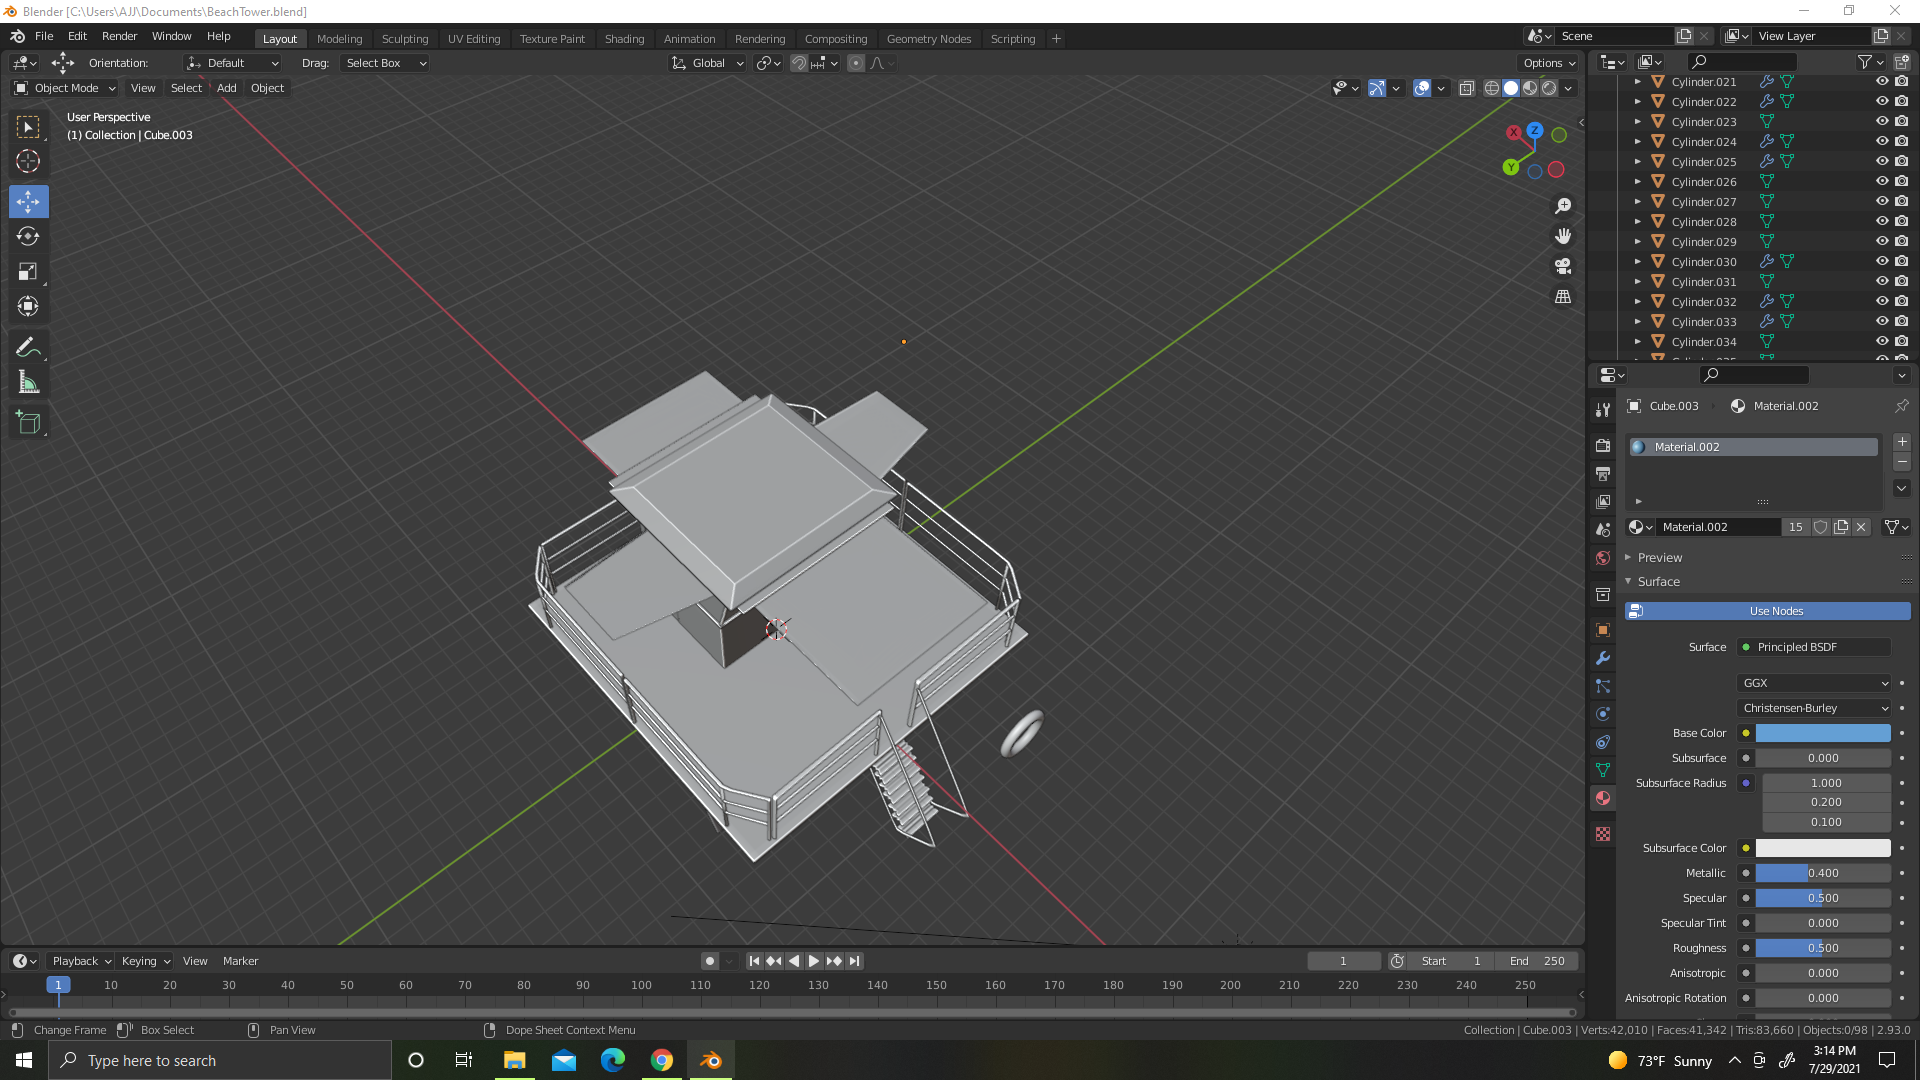 Blender [C:\Users\AJJ\Documents\BeachTower.blend]
File Edit Render Window Help
Layout Modeling Sculpting UV Editing Texture Paint Shading Animation Rendering Compositing Geometry Nodes Scripting
Scene
View Layer
Orientation: Default Drag: Select Box
Global
Options
Object Mode View Select Add Object
User Perspective
(1) Collection | Cube.003
X Z
Y
Cylinder.021
Cylinder.022
Cylinder.023
Cylinder.024
Cylinder.025
Cylinder.026
Cylinder.027
Cylinder.028
Cylinder.029
Cylinder.030
Cylinder.031
Cylinder.032
Cylinder.033
Cylinder.034
Cube.003 Material.002
Material.002
Material.002 15
Preview
Surface
Use Nodes
Surface Principled BSDF
GGX
Christensen-Burley
Base Color
Subsurface 0.000
Subsurface Radius 1.000
0.200
0.100
Subsurface Color
Metallic 0.400
Specular 0.500
Specular Tint 0.000
Roughness 0.500
Anisotropic 0.000
Anisotropic Rotation 0.000
Playback Keying View Marker
1 Start 1 End 250
1 10 20 30 40 50 60 70 80 90 100 110 120 130 140 150 160 170 180 190 200 210 220 230 240 250
Change Frame Box Select Pan View Dope Sheet Context Menu
Collection | Cube.003 | Verts:42,010 | Faces:41,342 | Tris:83,660 | Objects:0/98 | 2.93.0
Type here to search
73°F Sunny
3:14 PM
7/29/2021